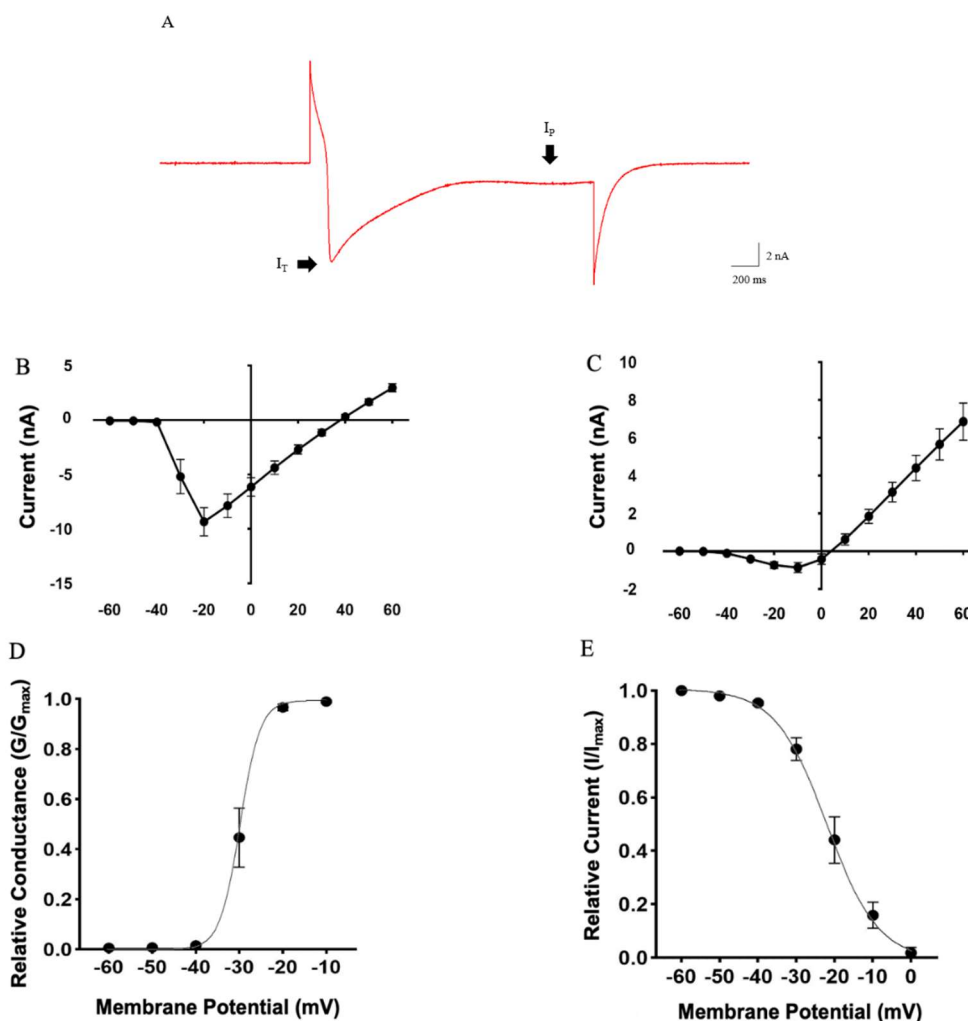 A
I_P
I_T
2 nA
200 ms
B
Current (nA)
5
0
-5
-10
-15
-60 -40 -20 0 20 40 60
C
Current (nA)
10
8
6
4
2
0
-2
-60 -40 -20 0 20 40 60
D
Relative Conductance (G/G_max)
1.0
0.8
0.6
0.4
0.2
0.0
-60 -50 -40 -30 -20 -10
Membrane Potential (mV)
E
Relative Current (I/I_max)
1.0
0.8
0.6
0.4
0.2
0.0
-60 -50 -40 -30 -20 -10 0
Membrane Potential (mV)